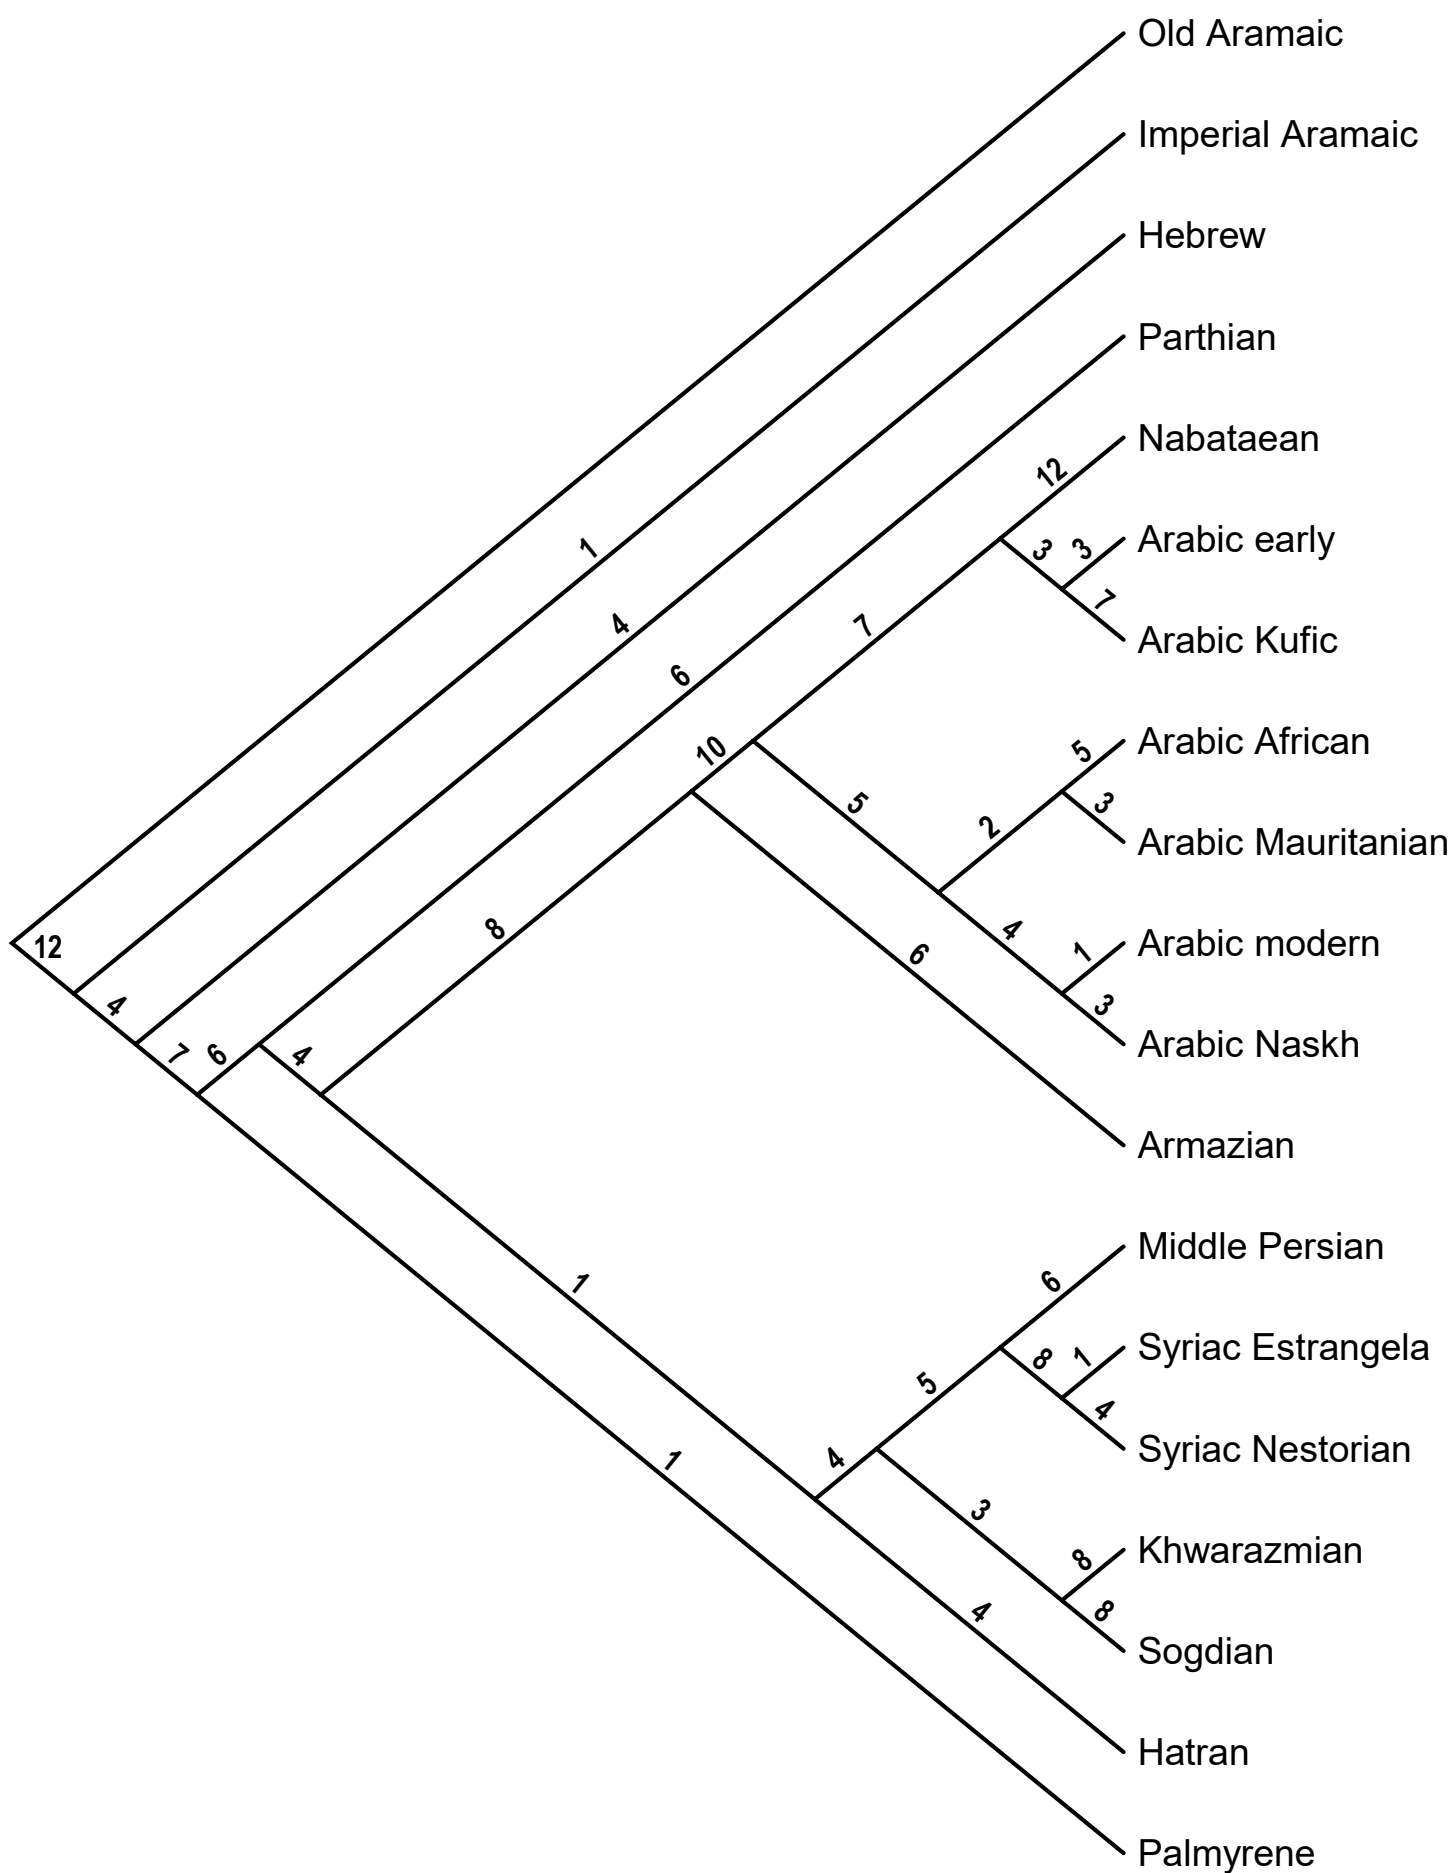 Old Aramaic
Imperial Aramaic
Hebrew
Parthian
Nabataean
12
Arabic early
3 3
1
7
Arabic Kufic
4
7
6
Arabic African
10
5
5
3
2
Arabic Mauritanian
8
4
1
Arabic modern
12
6
4
3
7 6
4
Arabic Naskh
Armazian
Middle Persian
1
6
Syriac Estrangela
8 1
5
4
Syriac Nestorian
1
4
3
Khwarazmian
8
4
8
Sogdian
Hatran
Palmyrene